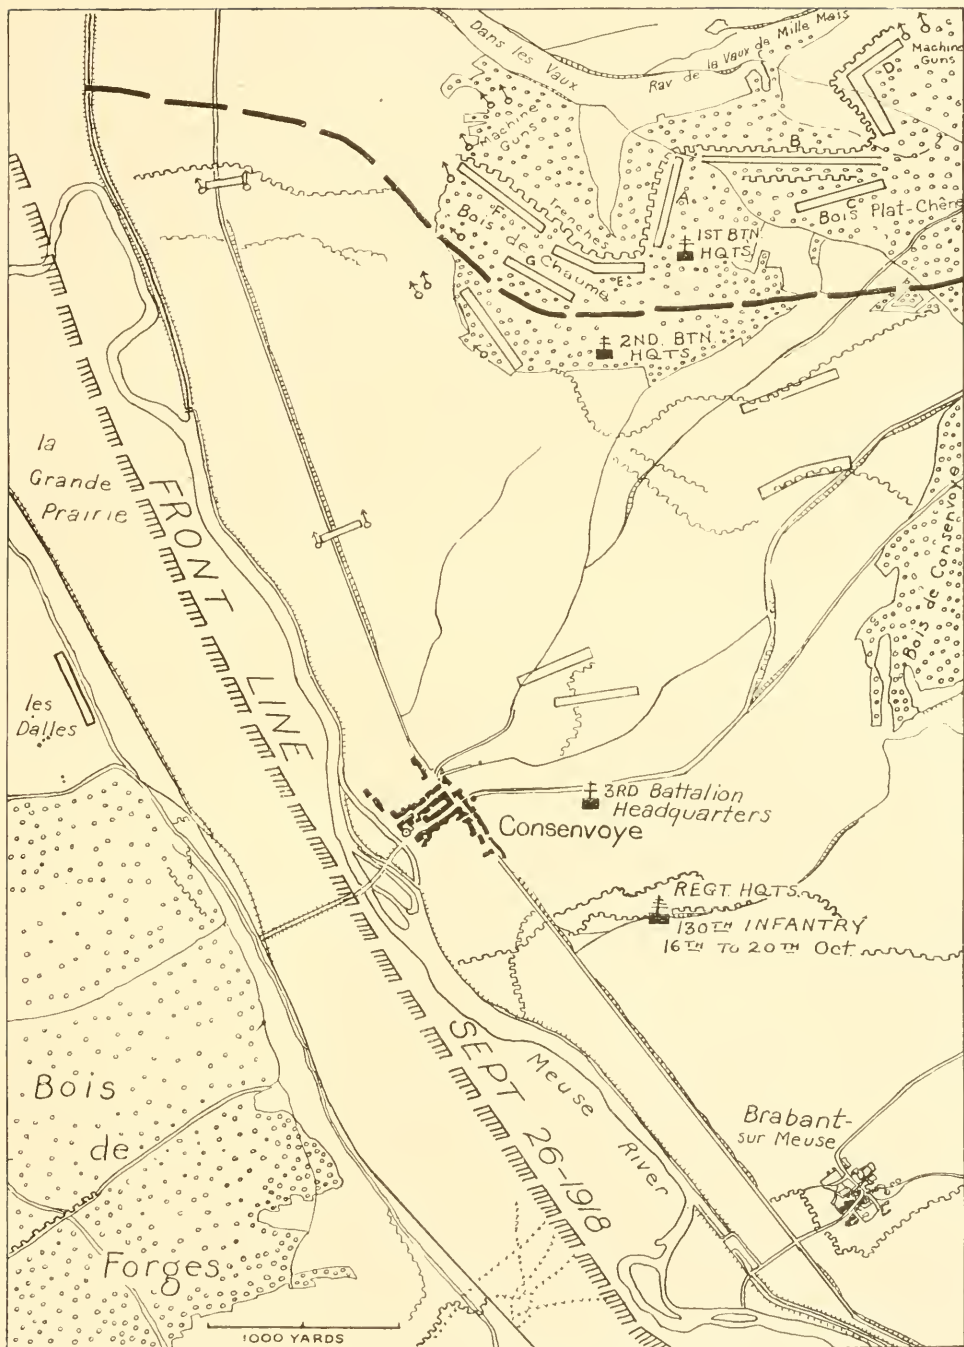 Dans les Vaux
Rav de la Vaux de Mille Mais
Machine
Guns
D
Machine
Guns
B
A
C
Bois Plat-Chêne
F
Trenches
Bois de
Chaume
G
E
1ST BTN.
HQTS
2ND. BTN.
HQTS.
la
Grande
Prairie
FRONT
LINE
SEPT 26-1918
Bois de Consenvoye
les
Dalles
3RD Battalion
Headquarters
Consenvoye
REGT. HQTS.
130TH INFANTRY
16TH TO 20TH Oct.
Meuse
River
Bois
de
Forges
Brabant-
sur Meuse
1000 YARDS